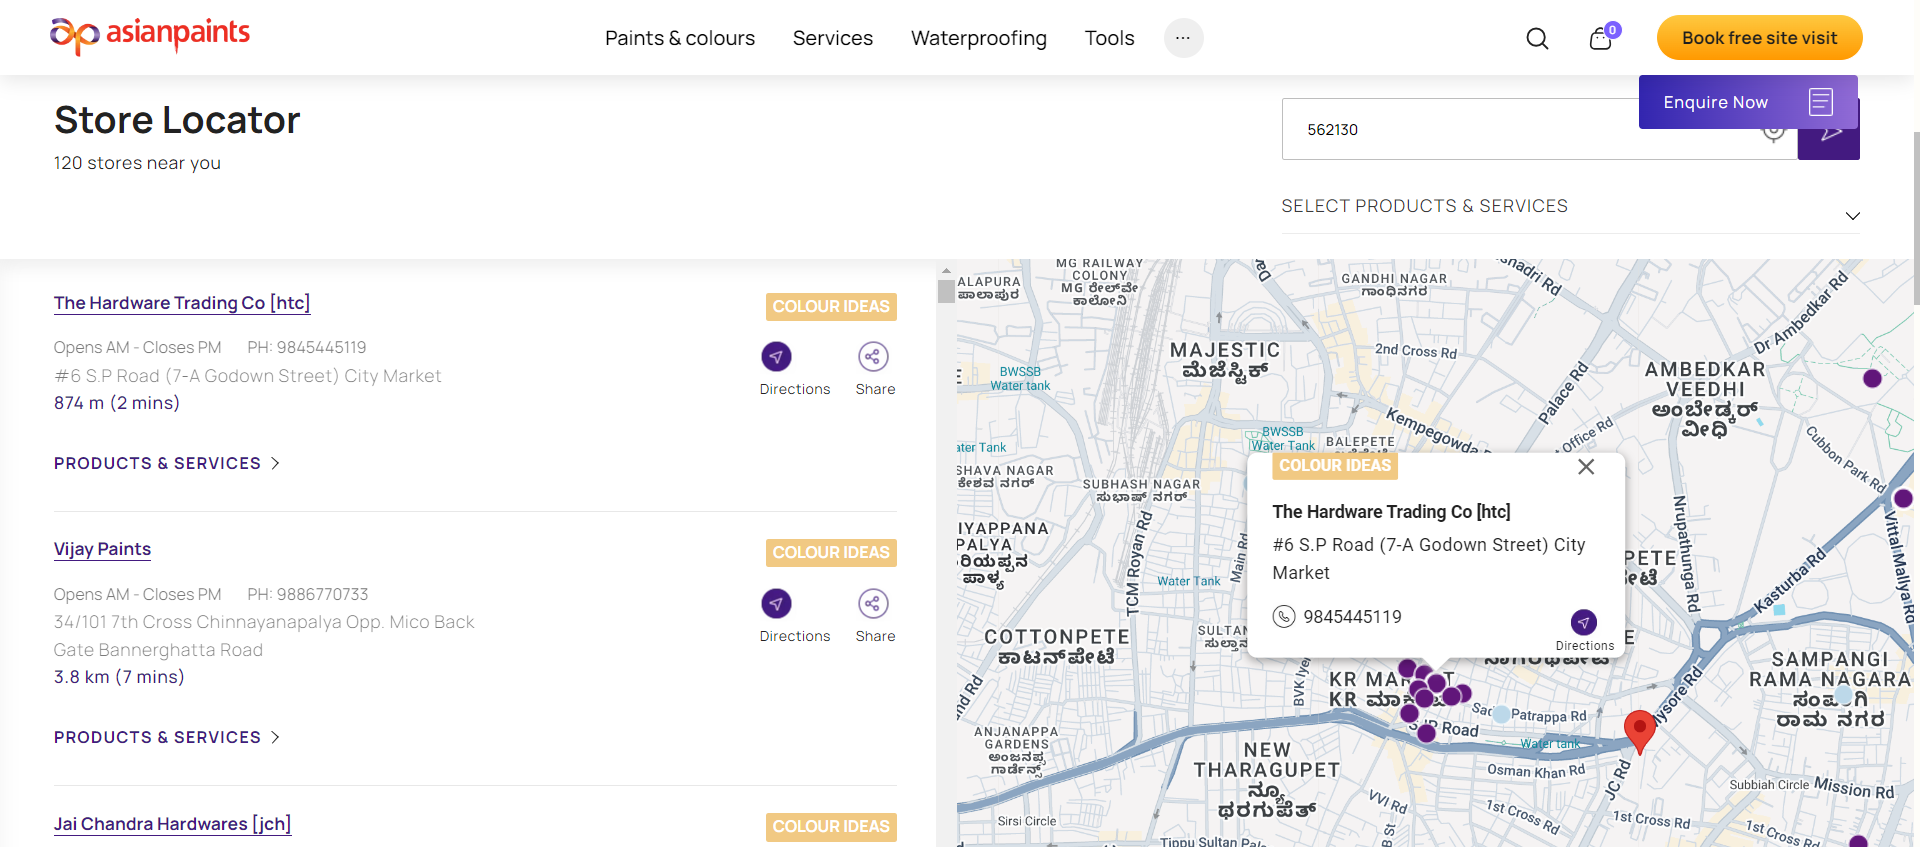 asianpaints
Paints & colours
Services
Waterproofing
Tools
...
0
Book free site visit
Enquire Now
Store Locator
120 stores near you
562130
SELECT PRODUCTS & SERVICES
The Hardware Trading Co [htc]
COLOUR IDEAS
Opens AM - Closes PM PH: 9845445119
#6 S.P Road (7-A Godown Street) City Market
874 m (2 mins)
Directions
Share
PRODUCTS & SERVICES
Vijay Paints
COLOUR IDEAS
Opens AM - Closes PM PH: 9886770733
34/101 7th Cross Chinnayanapalya Opp. Mico Back
Gate Bannerghatta Road
3.8 km (7 mins)
Directions
Share
PRODUCTS & SERVICES
Jai Chandra Hardwares [jch]
COLOUR IDEAS
MG RAILWAY
COLONY
MG ರೇಲ್‌ವೇ
ಕಾಲೋನಿ
ALAPURA
ಪಾಲಾಪುರ
GANDHI NAGAR
ಗಾಂಧಿನಗರ
Dr Ambedkar Rd
MAJESTIC
ಮೆಜೆಸ್ಟಿಕ್
2nd Cross Rd
Palace Rd
BWSSB
Water tank
AMBEDKAR
VEEDHI
ಅಂಬೇಡ್ಕರ್
ವೀಧಿ
Kempegowda
Office Rd
BWSSB
Water Tank
BALEPETE
Cubbon Park Rd
ater Tank
SHAVA NAGAR
ಕೇಶವ ನಗರ್
SUBHASH NAGAR
ಸುಭಾಷ್ ನಗರ್
COLOUR IDEAS
The Hardware Trading Co [htc]
#6 S.P Road (7-A Godown Street) City
Market
9845445119
Directions
IYAPPANA
PALYA
ರಿಯಪ್ಪನ
ಪಾಳ್ಯ
TCM Royan Rd
Main Rd
Water Tank
Nrupathunga Rd
Kasturba Rd
Vittal Mallya Rd
PETE
COTTONPETE
ಕಾಟನ್‌ಪೇಟೆ
SULTAN
BVK Iyer
KR MAR
KR ಮಾ
Patrappa Rd
Road
Water tank
SAMPANGI
RAMA NAGARA
ರಾಮ ನಗರ
Mysore Rd
ANJANAPPA
GARDENS
ಅಂಜನಪ್ಪ
ಗಾರ್ಡೆನ್ಸ್
NEW
THARAGUPET
ನ್ಯೂ
ಥರಗುಪೆತ್
Osman Khan Rd
JC Rd
Subbiah Circle
Mission Rd
VVI Rd
1st Cross Rd
1st Cross Rd
1st Cross Rd
Sirsi Circle
B St
Tippu Sultan Palac